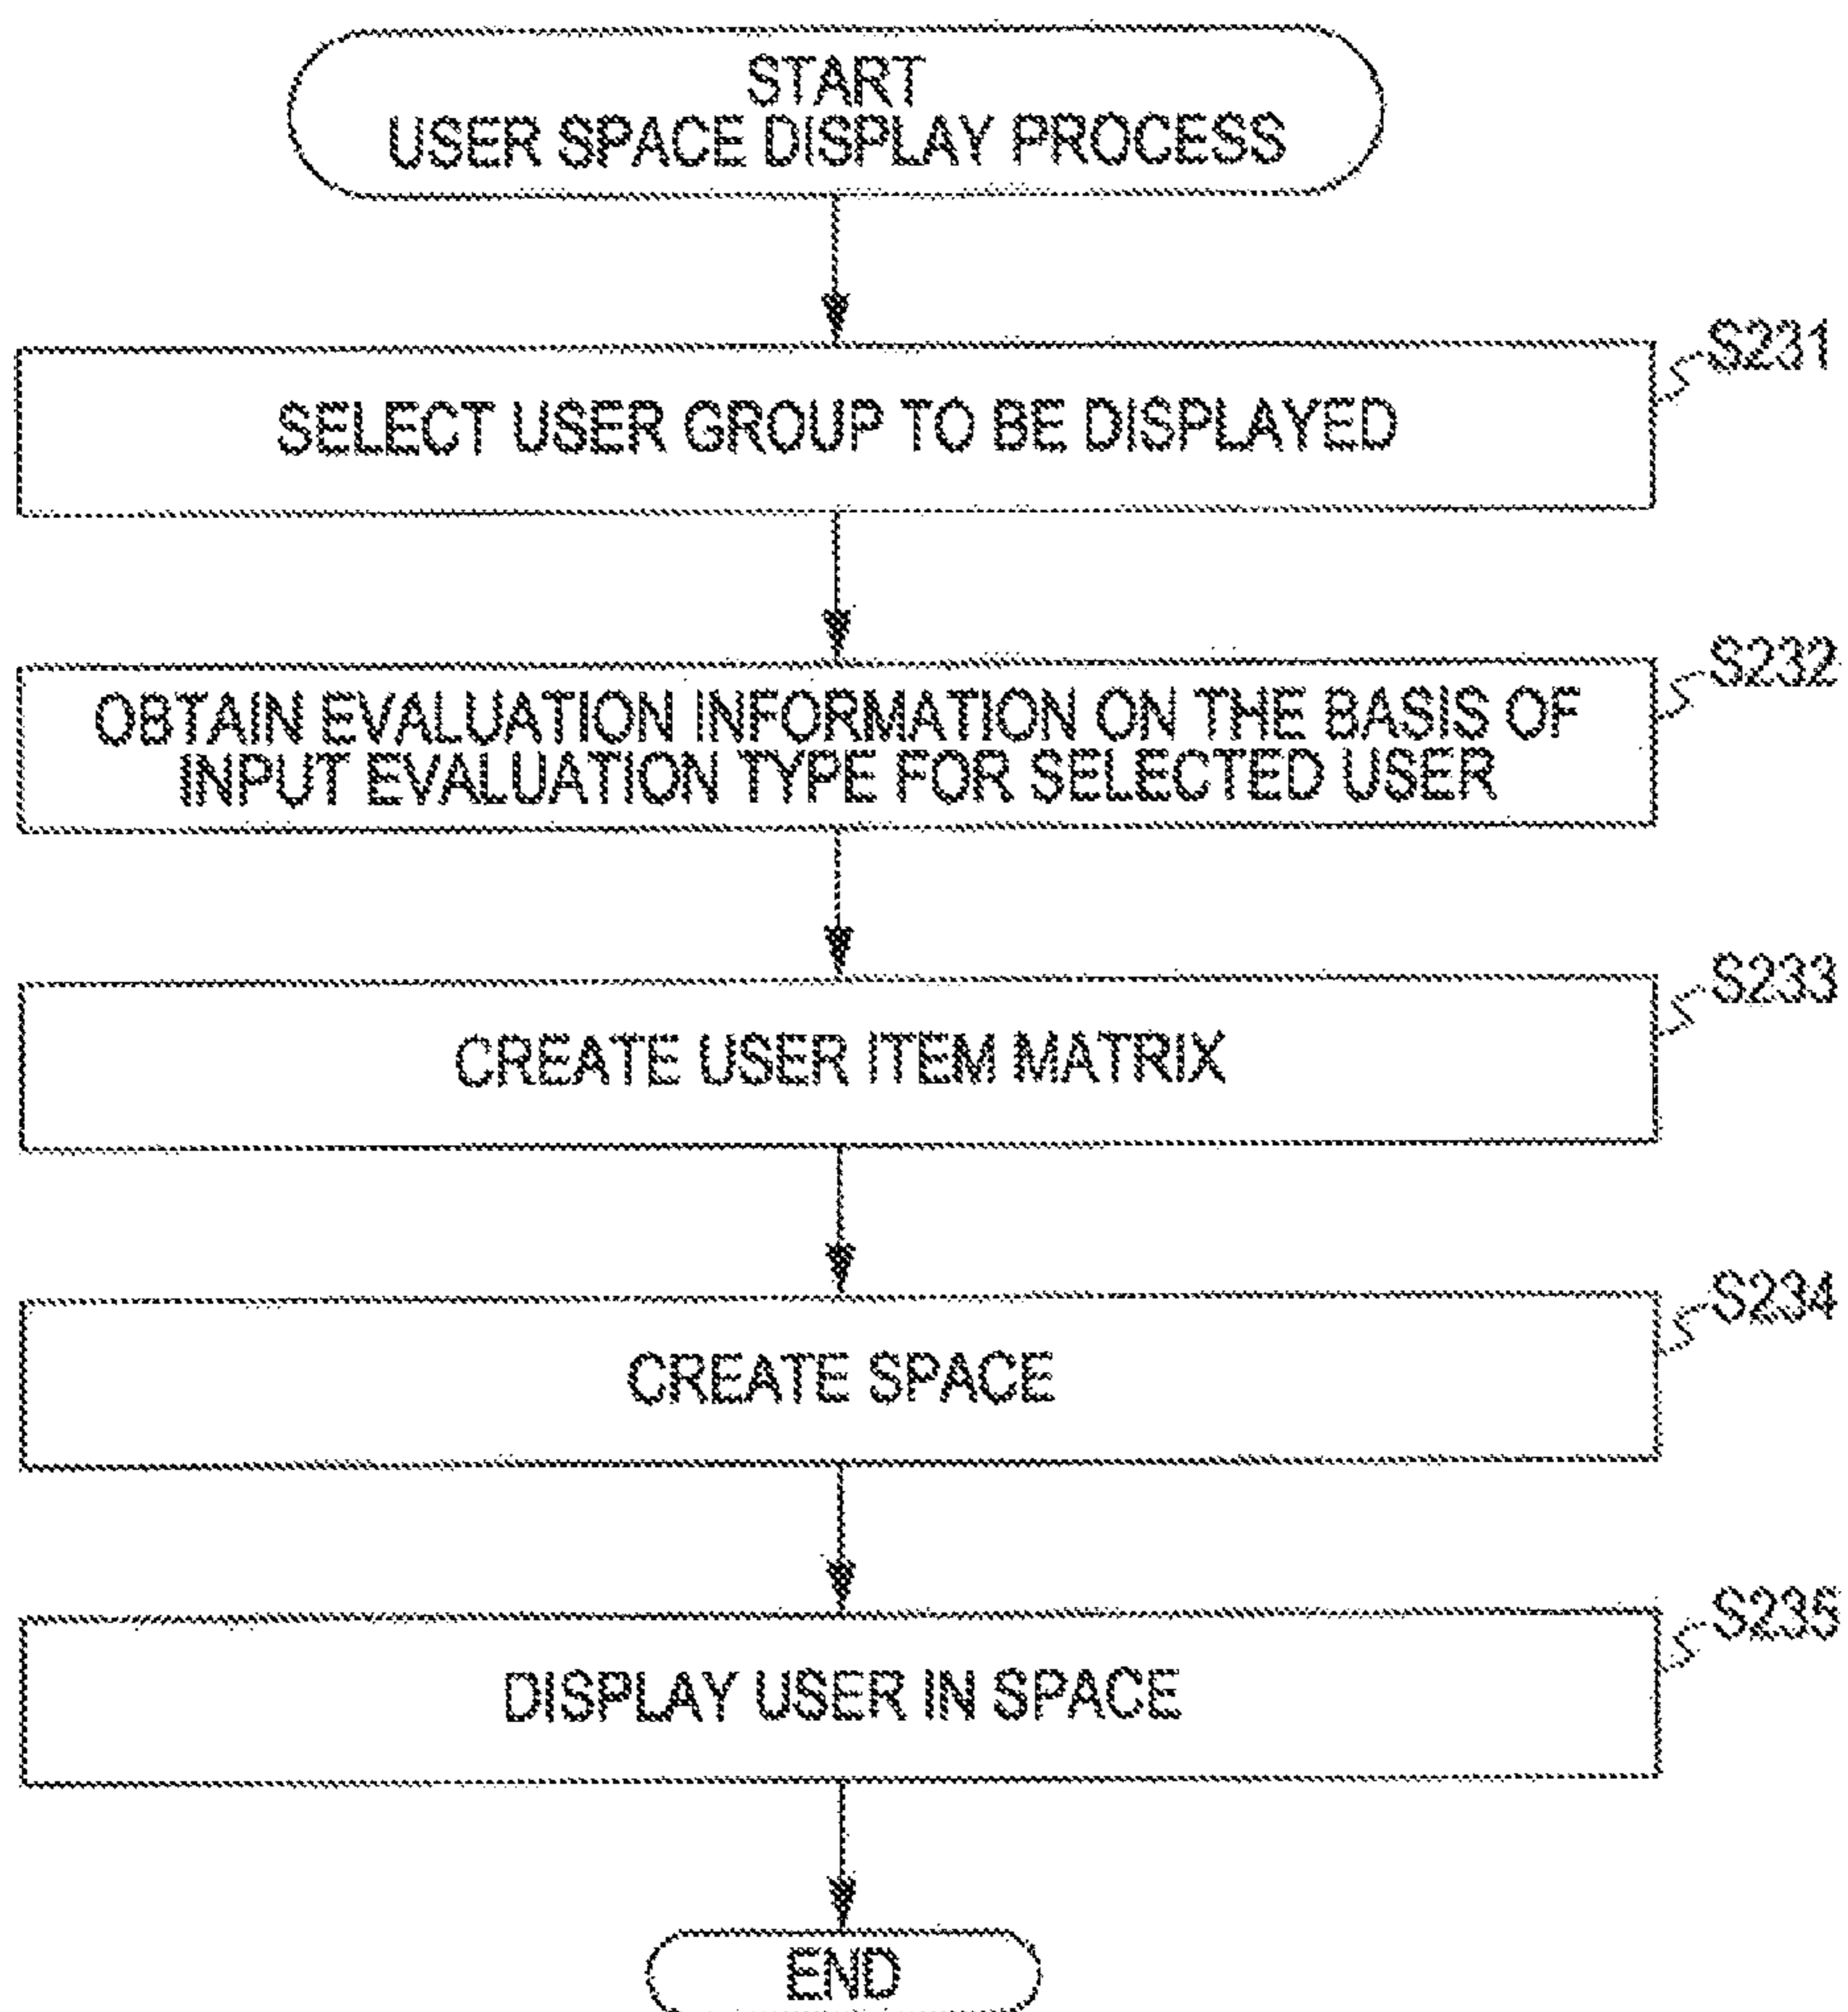 START
USER SPACE DISPLAY PROCESS
S231
SELECT USER GROUP TO BE DISPLAYED
S232
OBTAIN EVALUATION INFORMATION ON THE BASIS OF
INPUT EVALUATION TYPE FOR SELECTED USER
S233
CREATE USER ITEM MATRIX
S234
CREATE SPACE
S235
DISPLAY USER IN SPACE
END